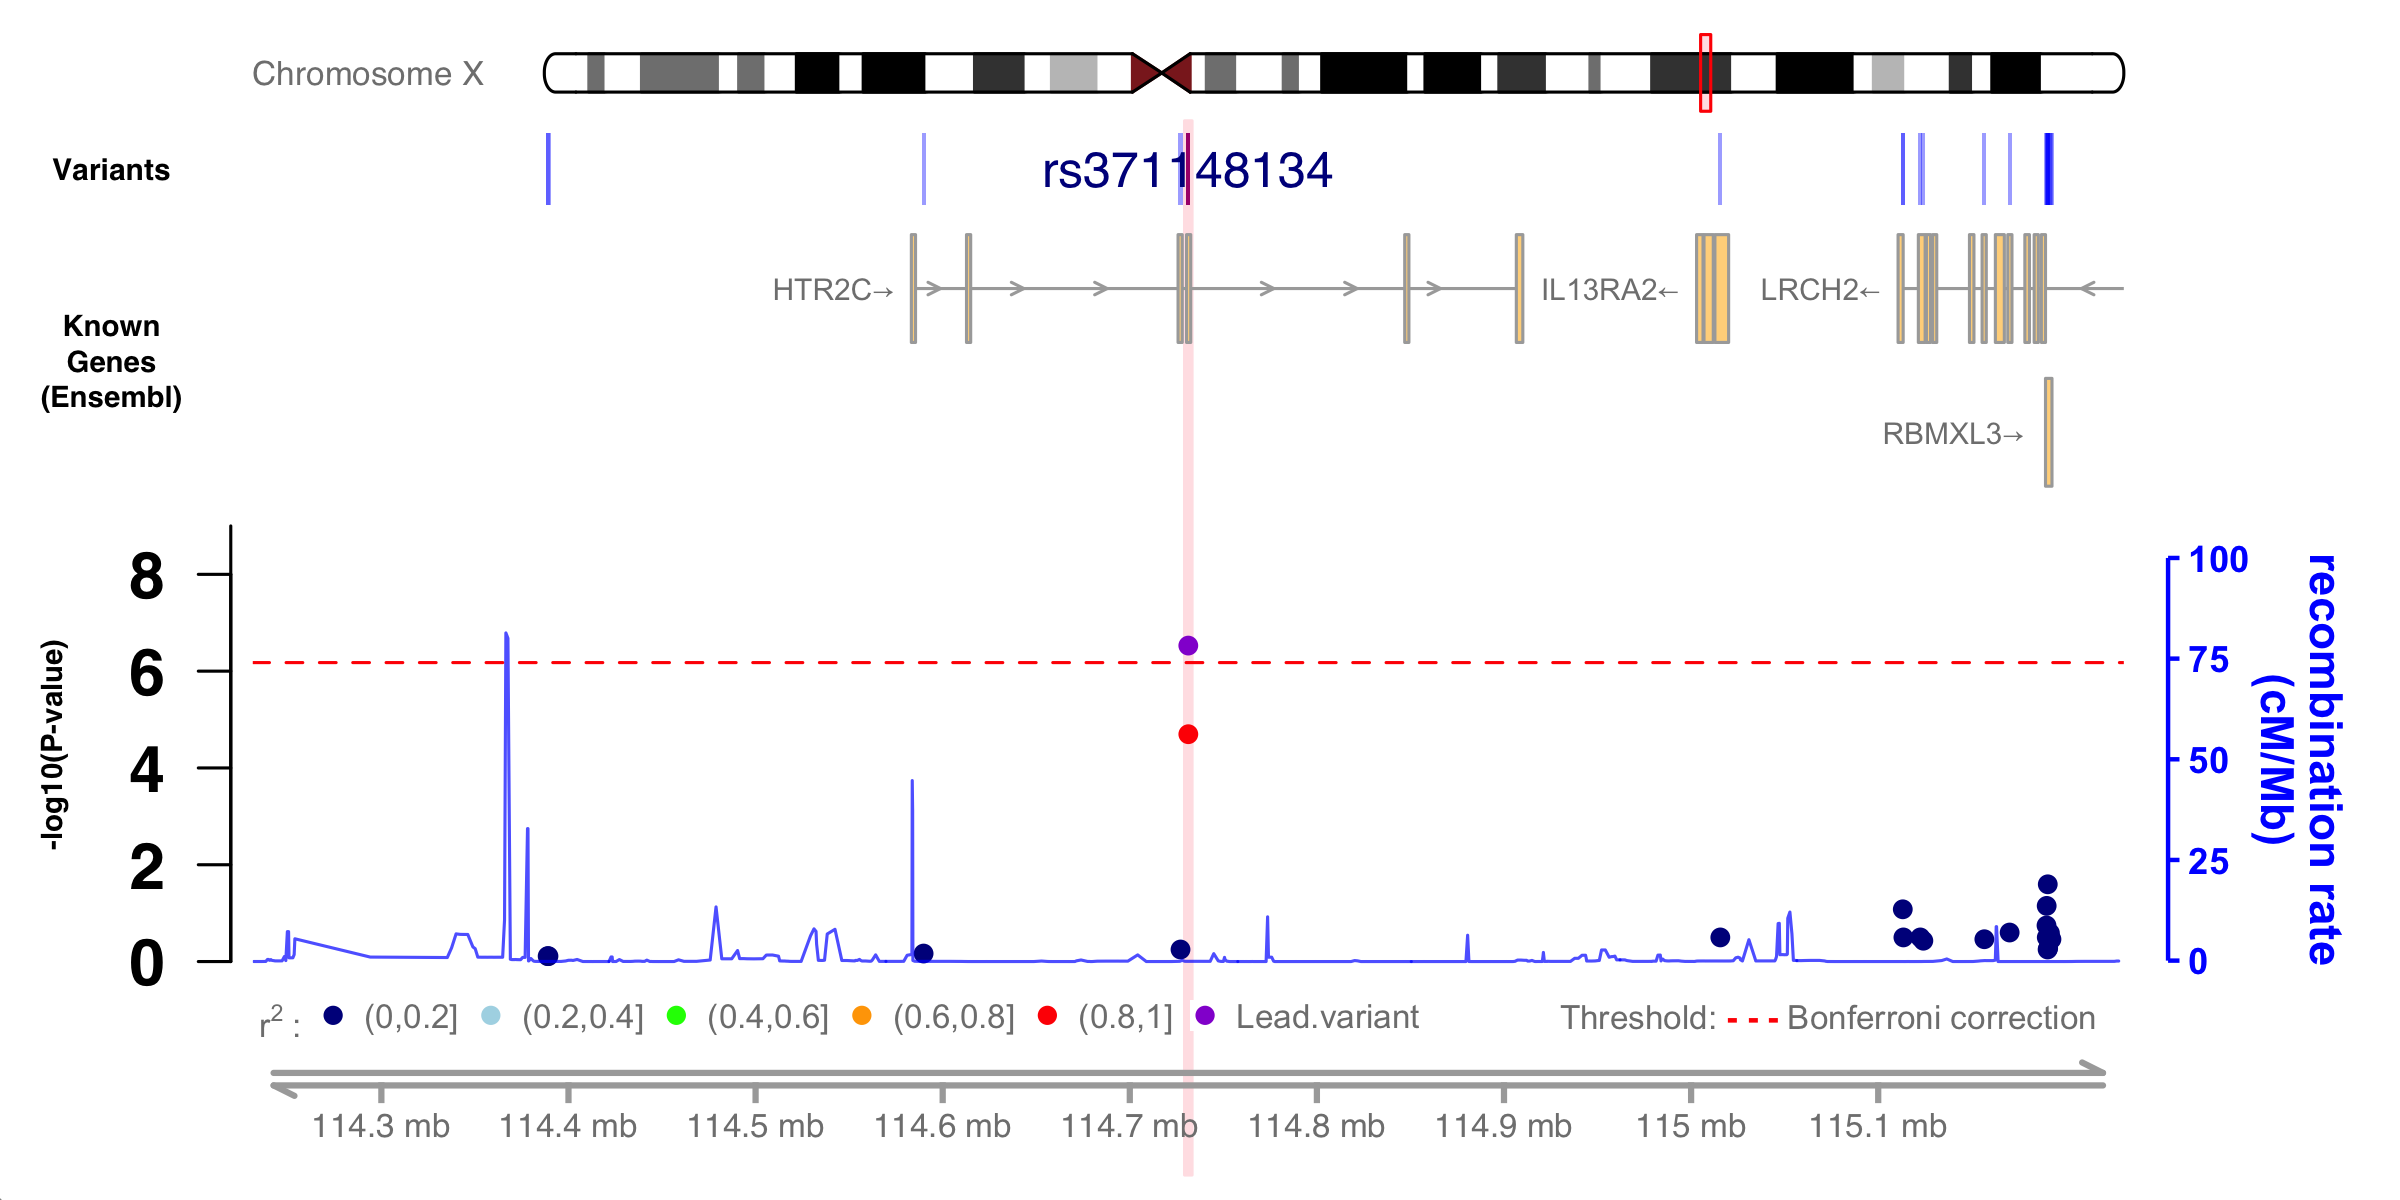 Chromosome X
Variants
rs371148134
HTR2C→
IL13RA2←
LRCH2←
Known
Genes
(Ensembl)
RBMXL3→
-log10(P-value)
8
6
4
2
0
100
75
50
25
0
recombination rate
(cM/Mb)
r2 : (0,0.2] (0.2,0.4] (0.4,0.6] (0.6,0.8] (0.8,1] Lead.variant Threshold: Bonferroni correction
114.3 mb 114.4 mb 114.5 mb 114.6 mb 114.7 mb 114.8 mb 114.9 mb 115 mb 115.1 mb